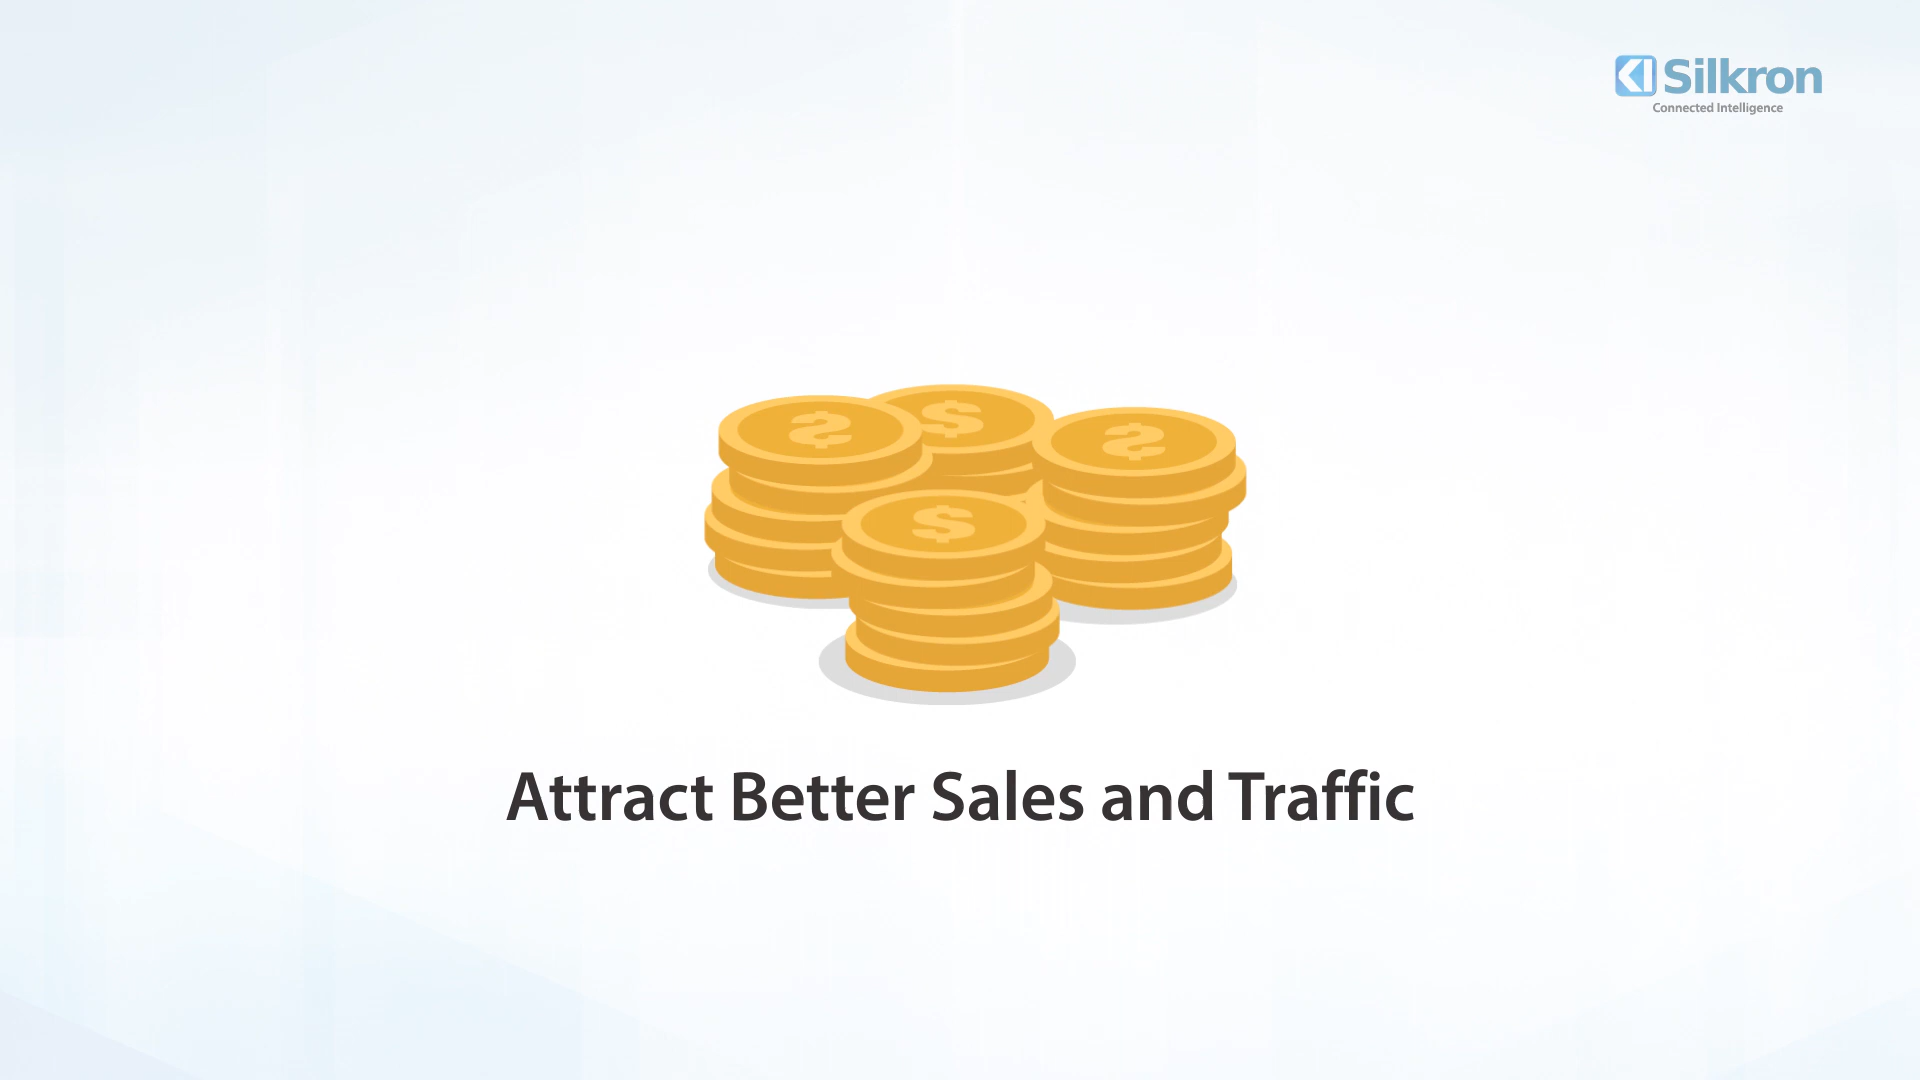 Silkron
Connected Intelligence
$
$
$
$
Attract Better Sales and Traffic